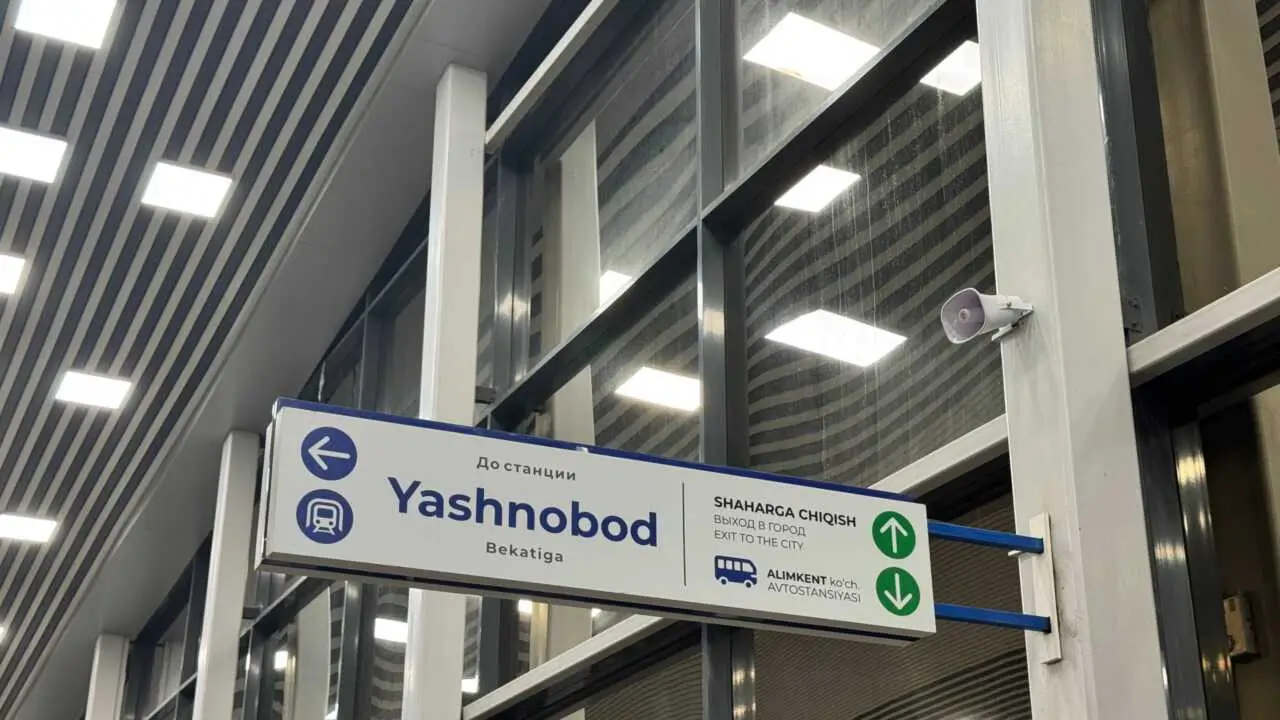 До станции
Yashnobod
Bekatiga
SHAHARGA CHIQISH
ВЫХОД В ГОРОД
EXIT TO THE CITY
ALIMKENT ko'ch.
AVTOSTANSIYASI